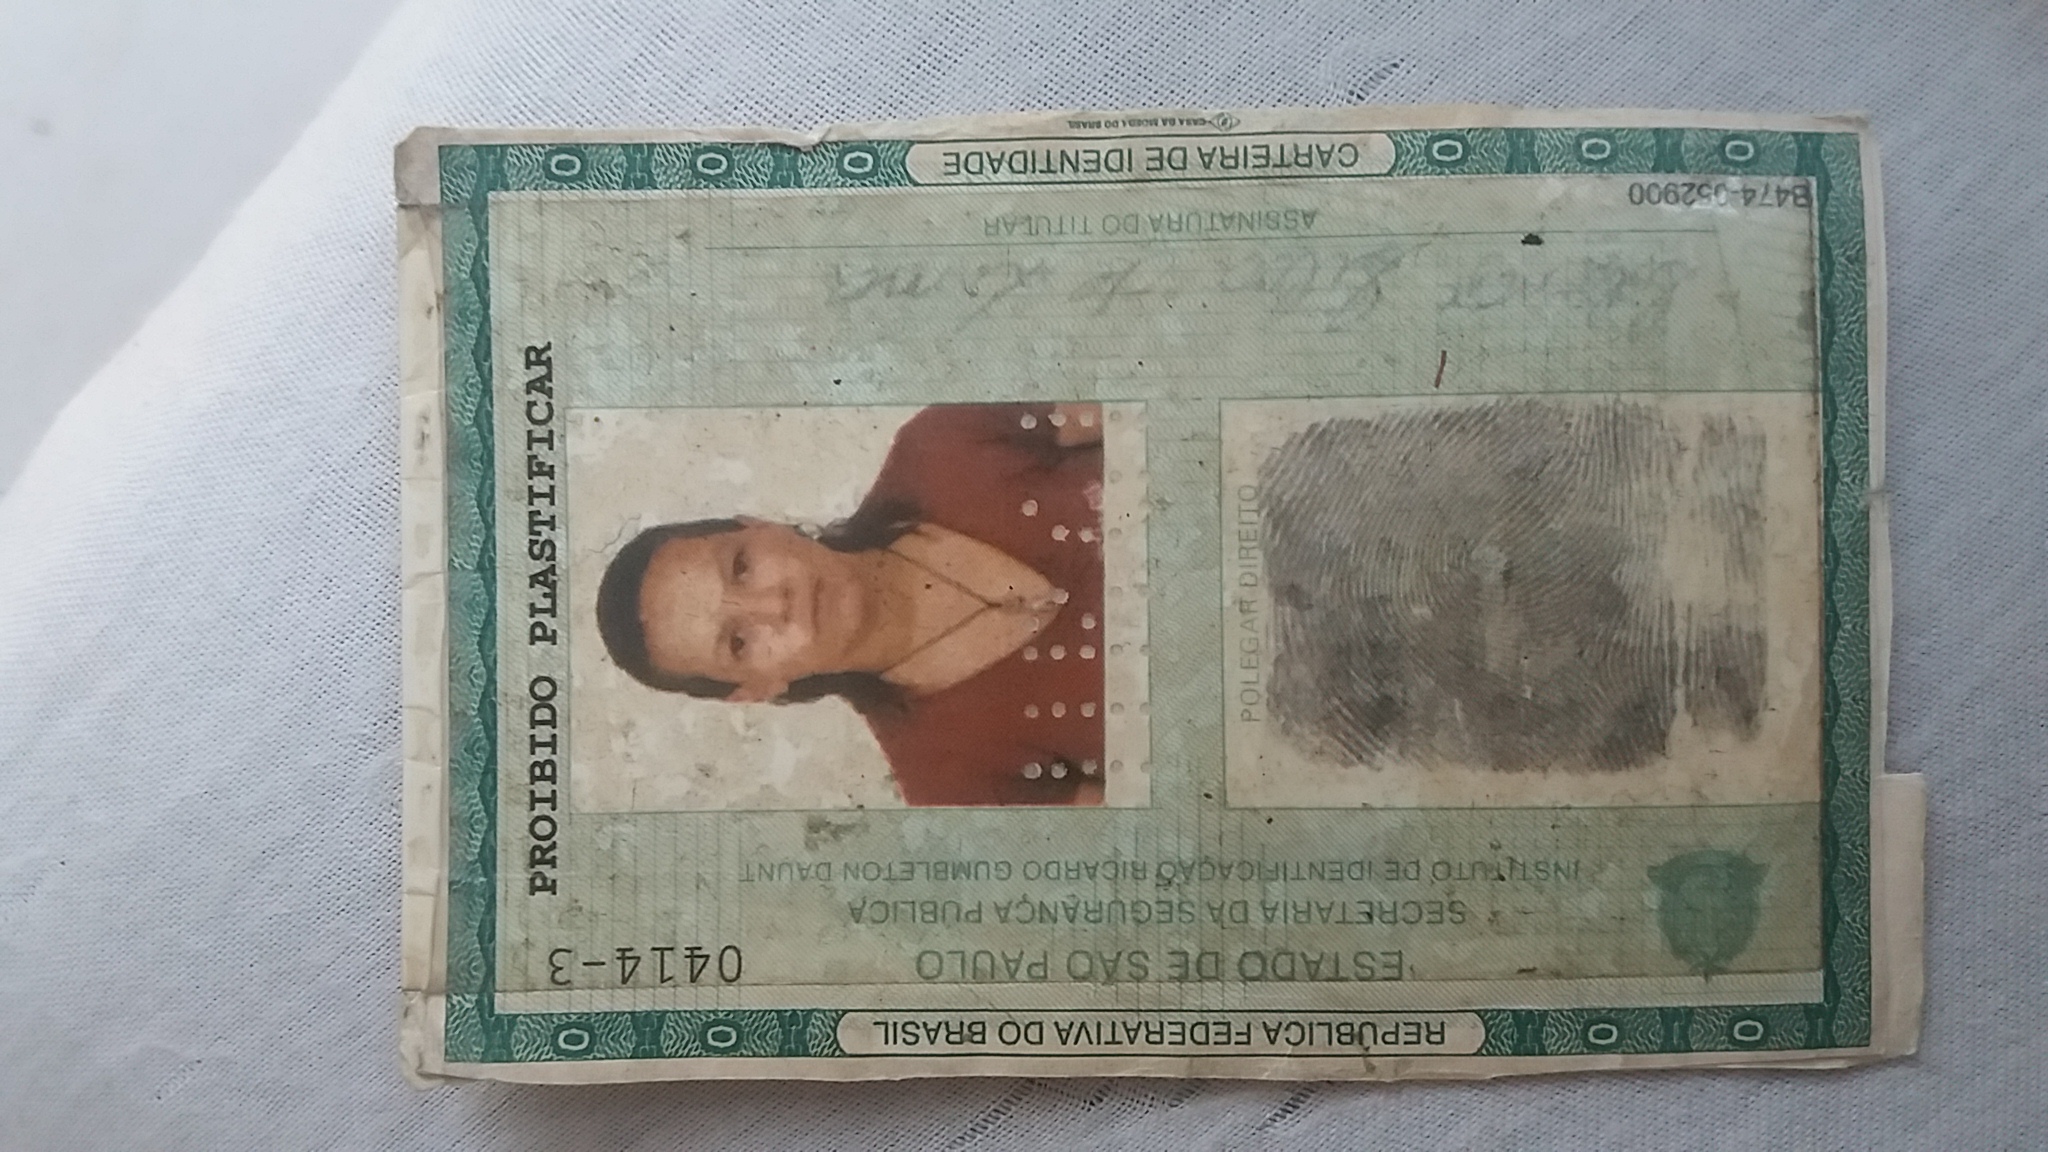 PROIBIDO PLASTIFICAR
REPÚBLICA FEDERATIVA DO BRASIL
0414-3
ESTADO DE SÃO PAULO
SECRETARIA DA SEGURANÇA PÚBLICA
INSTITUTO DE IDENTIFICAÇÃO RICARDO GUMBLETON DAUNT
POLEGAR DIREITO
ASSINATURA DO TITULAR
B474-052900
CARTEIRA DE IDENTIDADE
CASA DA MOEDA DO BRASIL